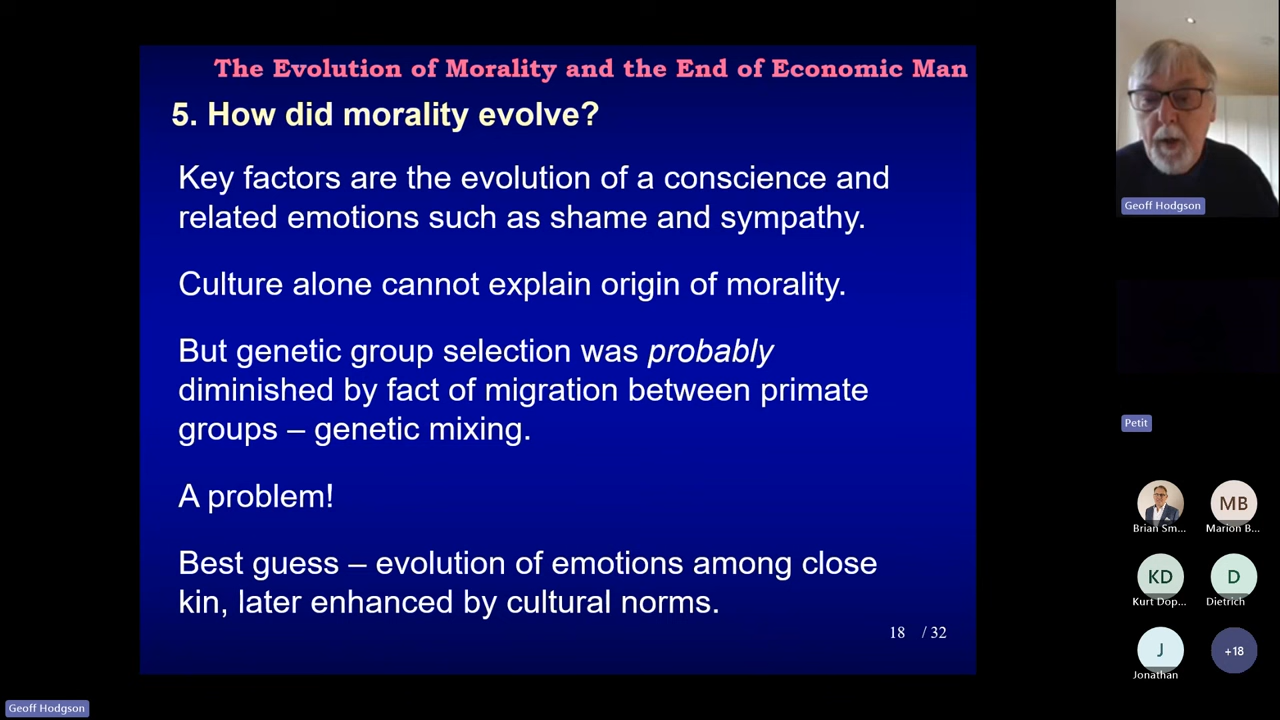 The Evolution of Morality and the End of Economic Man
5. How did morality evolve?
Key factors are the evolution of a conscience and
related emotions such as shame and sympathy.
Culture alone cannot explain origin of morality.
But genetic group selection was probably
diminished by fact of migration between primate
groups – genetic mixing.
A problem!
Best guess – evolution of emotions among close
kin, later enhanced by cultural norms.
18 / 32
Geoff Hodgson
Petit
Brian Sm...
MB
Marion B...
KD
Kurt Dop...
D
Dietrich
J
Jonathan
+18
Geoff Hodgson